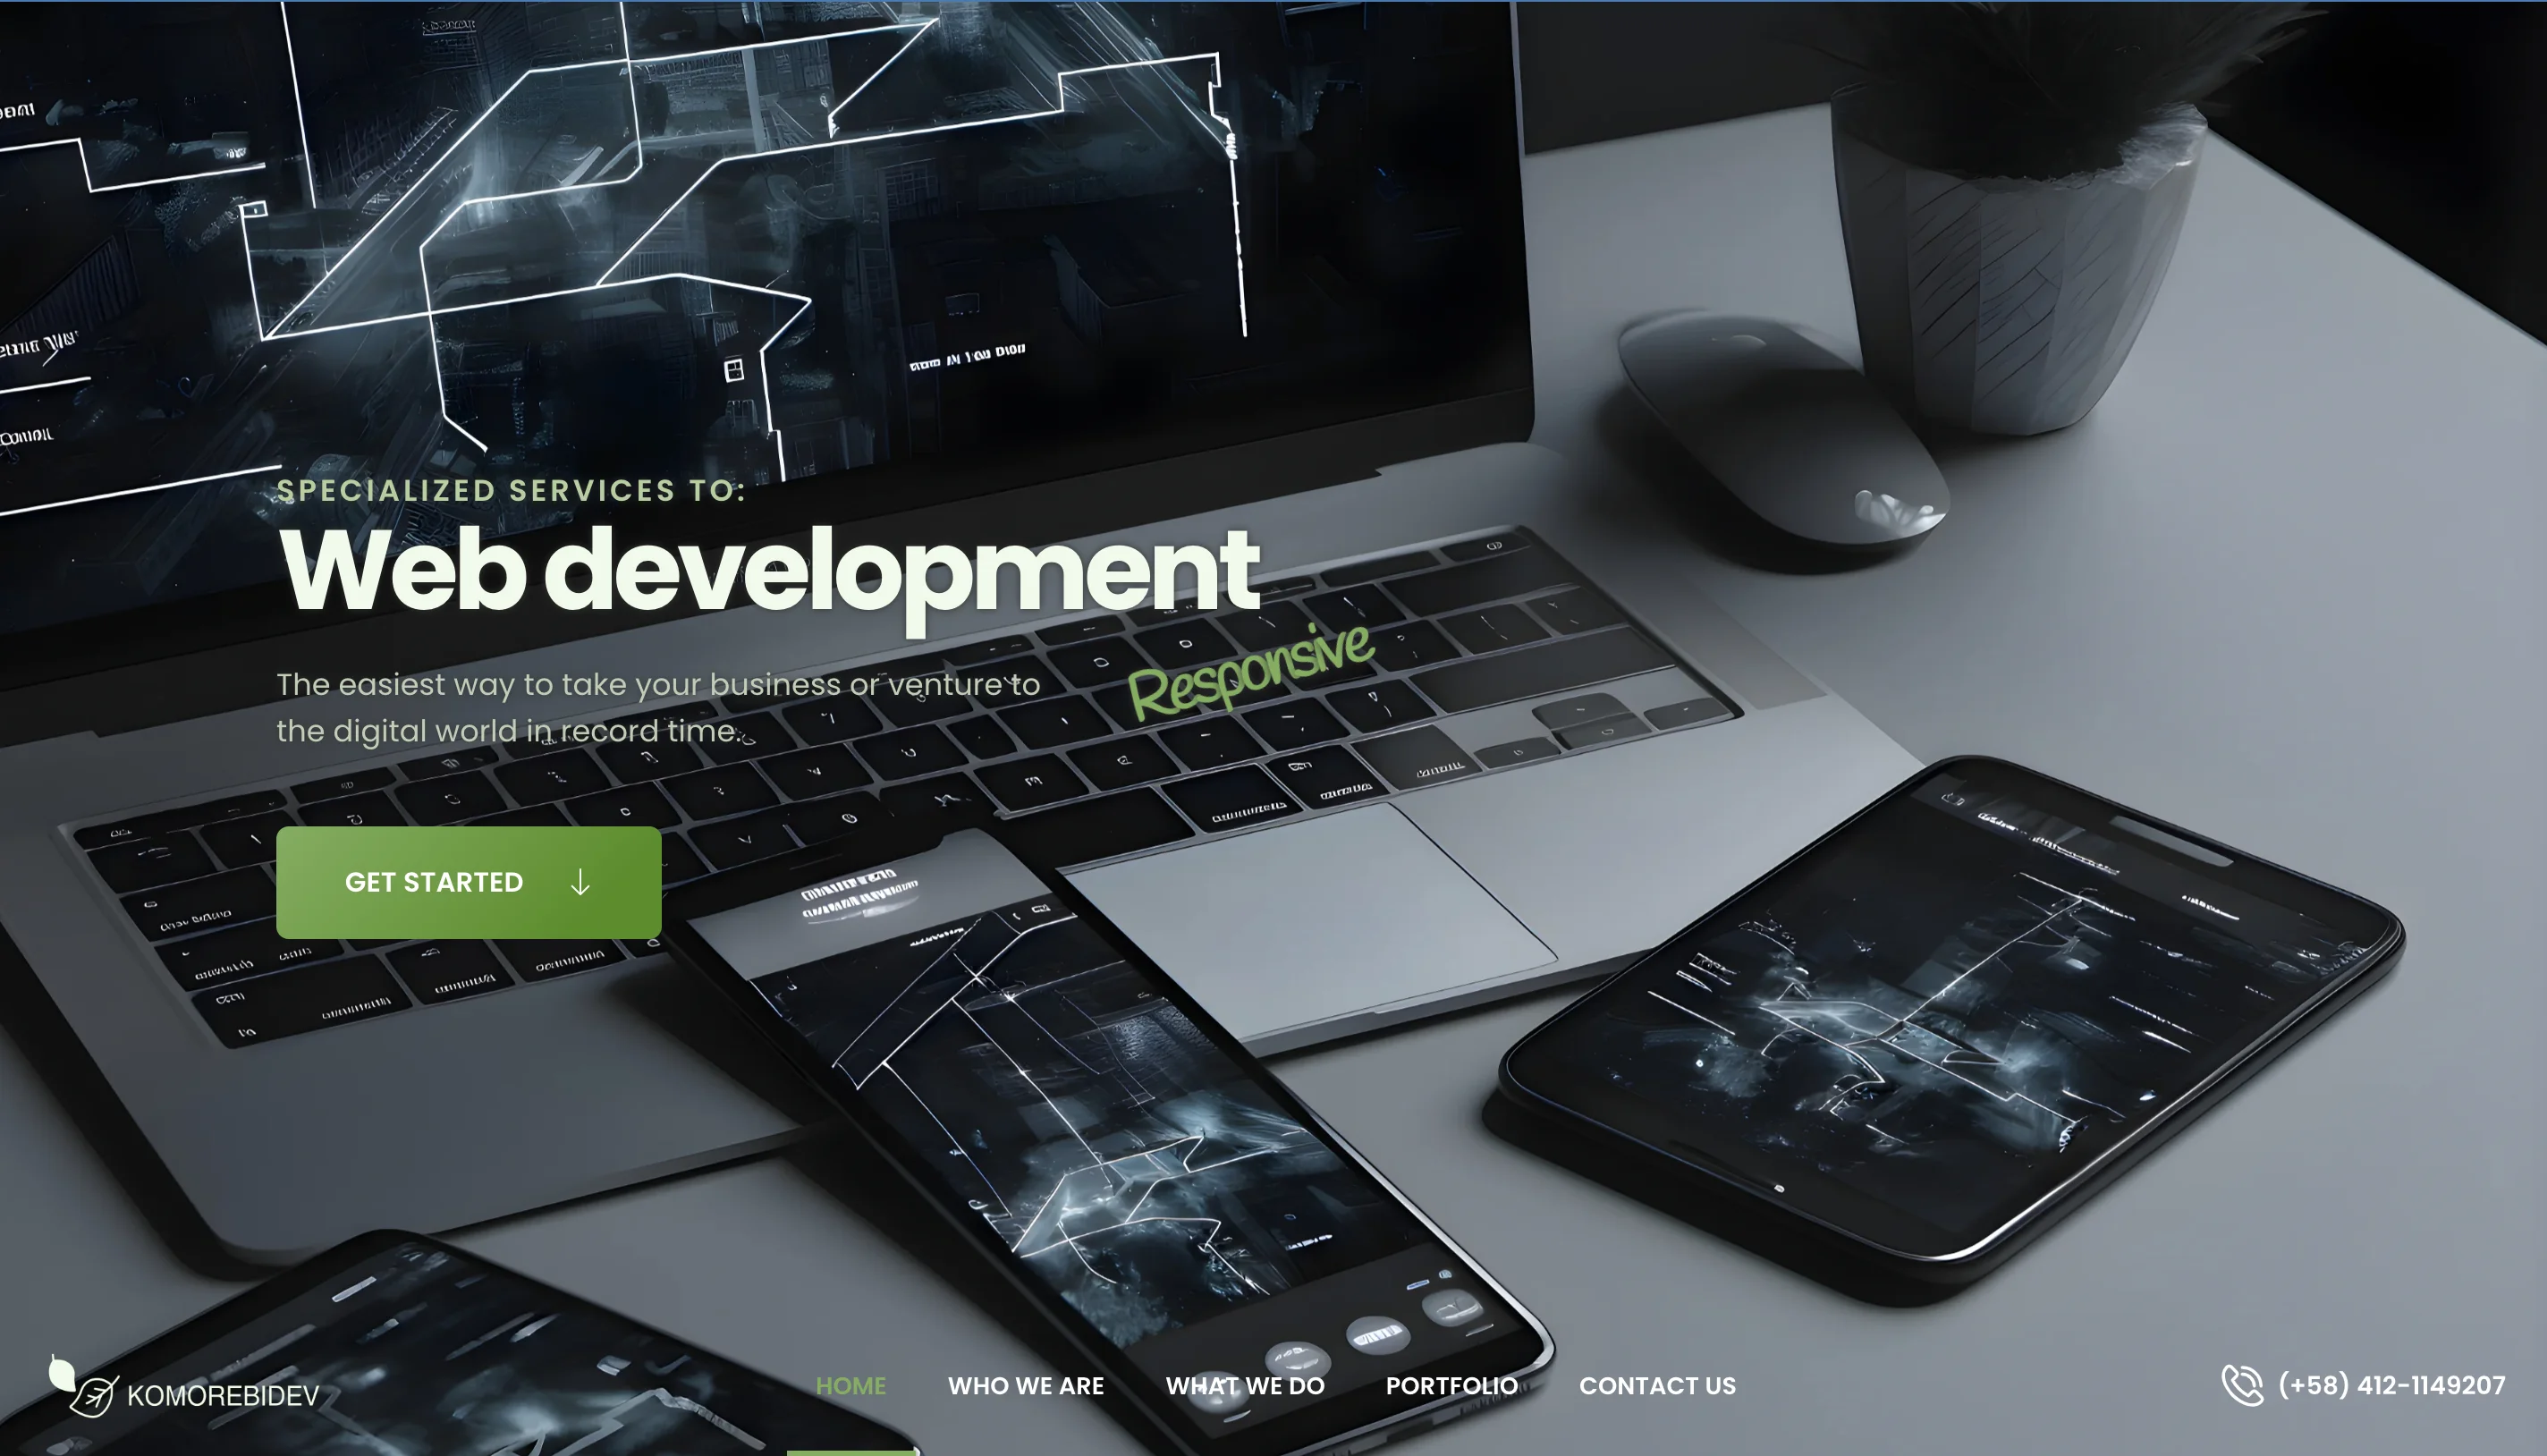 SPECIALIZED SERVICES TO:
Web development
Responsive
The easiest way to take your business or venture to
the digital world in record time.
GET STARTED
KOMOREBIDEV
HOME
WHO WE ARE
WHAT WE DO
PORTFOLIO
CONTACT US
(+58) 412-1149207